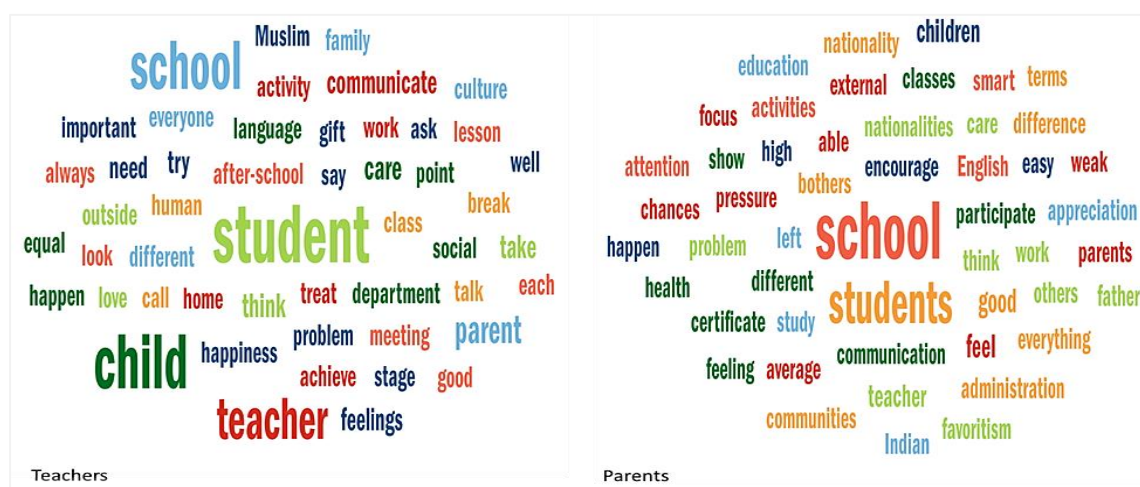 Muslim family
school
activity communicate culture
important everyone language gift work ask lesson
always need try after-school say care point well
outside human student class break
equal look different social take
happen love call home think treat department talk each
child happiness problem meeting parent
achieve stage good
teacher feelings
Teachers
nationality children
education external classes smart terms
focus activities nationalities care difference
attention show high able encourage English easy weak
chances pressure bothers participate appreciation
happen problem left school think work parents
health different students good others father
certificate study communication feel everything
feeling average teacher administration
communities Indian favoritism
Parents